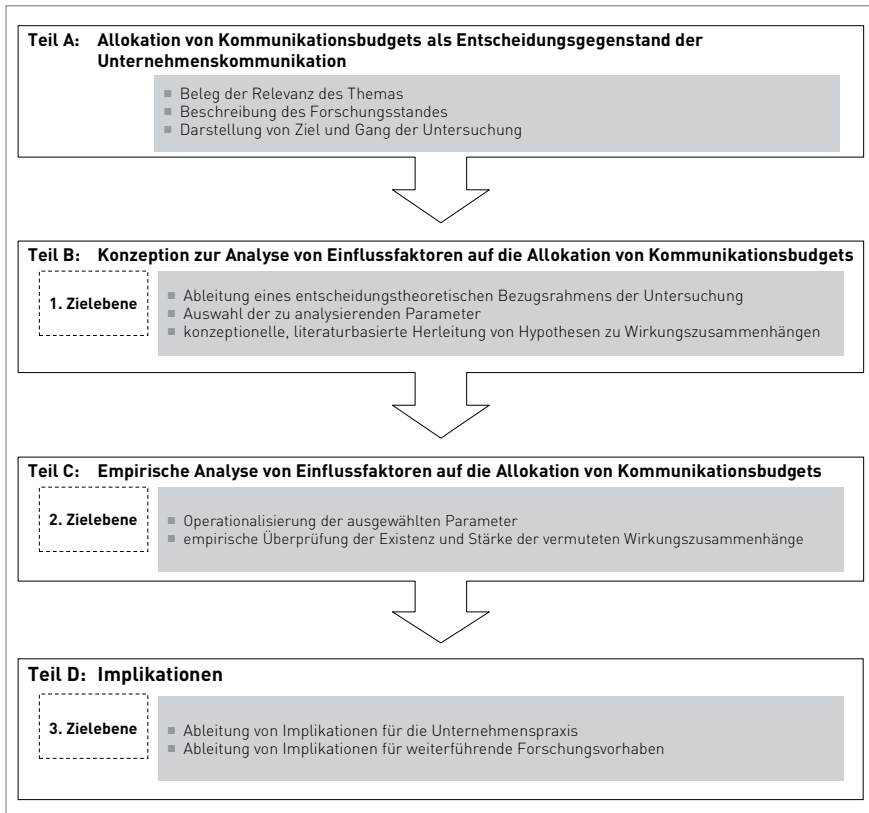 Teil A: Allokation von Kommunikationsbudgets als Entscheidungsgegenstand der
Unternehmenskommunikation
■ Beleg der Relevanz des Themas
■ Beschreibung des Forschungsstandes
■ Darstellung von Ziel und Gang der Untersuchung
Teil B: Konzeption zur Analyse von Einflussfaktoren auf die Allokation von Kommunikationsbudgets
1. Zielebene
■ Ableitung eines entscheidungstheoretischen Bezugsrahmens der Untersuchung
■ Auswahl der zu analysierenden Parameter
■ konzeptionelle, literaturbasierte Herleitung von Hypothesen zu Wirkungszusammenhängen
Teil C: Empirische Analyse von Einflussfaktoren auf die Allokation von Kommunikationsbudgets
2. Zielebene
■ Operationalisierung der ausgewählten Parameter
■ empirische Überprüfung der Existenz und Stärke der vermuteten Wirkungszusammenhänge
Teil D: Implikationen
3. Zielebene
■ Ableitung von Implikationen für die Unternehmenspraxis
■ Ableitung von Implikationen für weiterführende Forschungsvorhaben